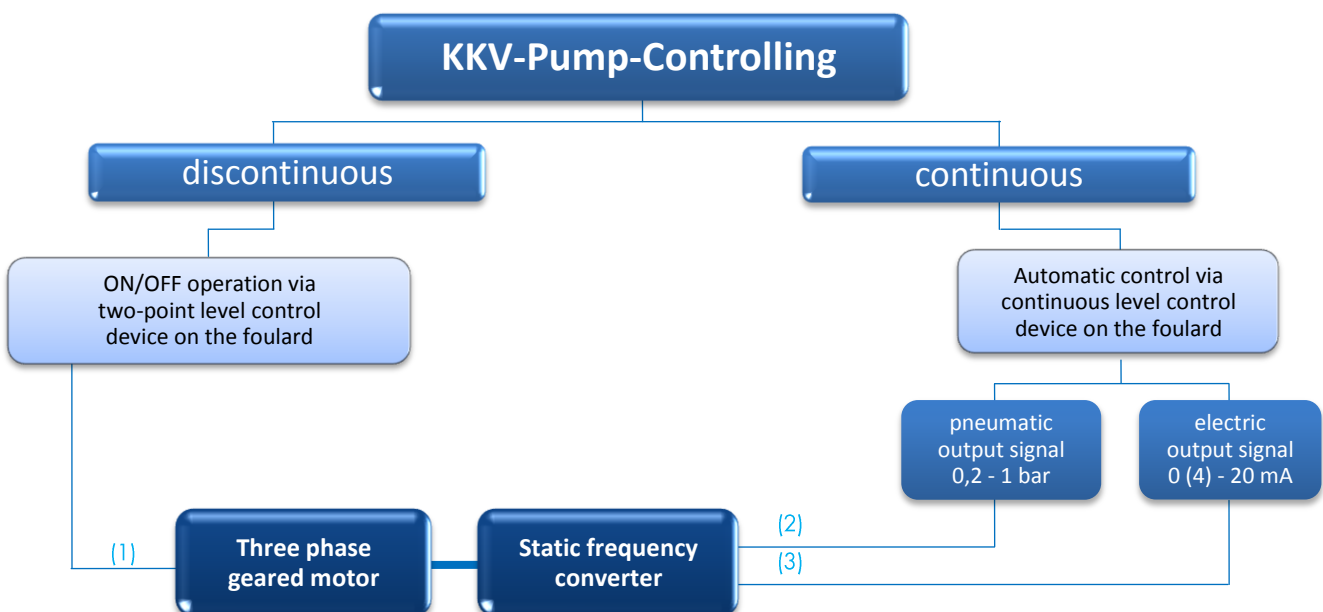 KKV-Pump-Controlling
discontinuous
continuous
ON/OFF operation via
two-point level control
device on the foulard
Automatic control via
continuous level control
device on the foulard
pneumatic
output signal
0,2 - 1 bar
electric
output signal
0 (4) - 20 mA
(1)
Three phase
geared motor
Static frequency
converter
(2)
(3)